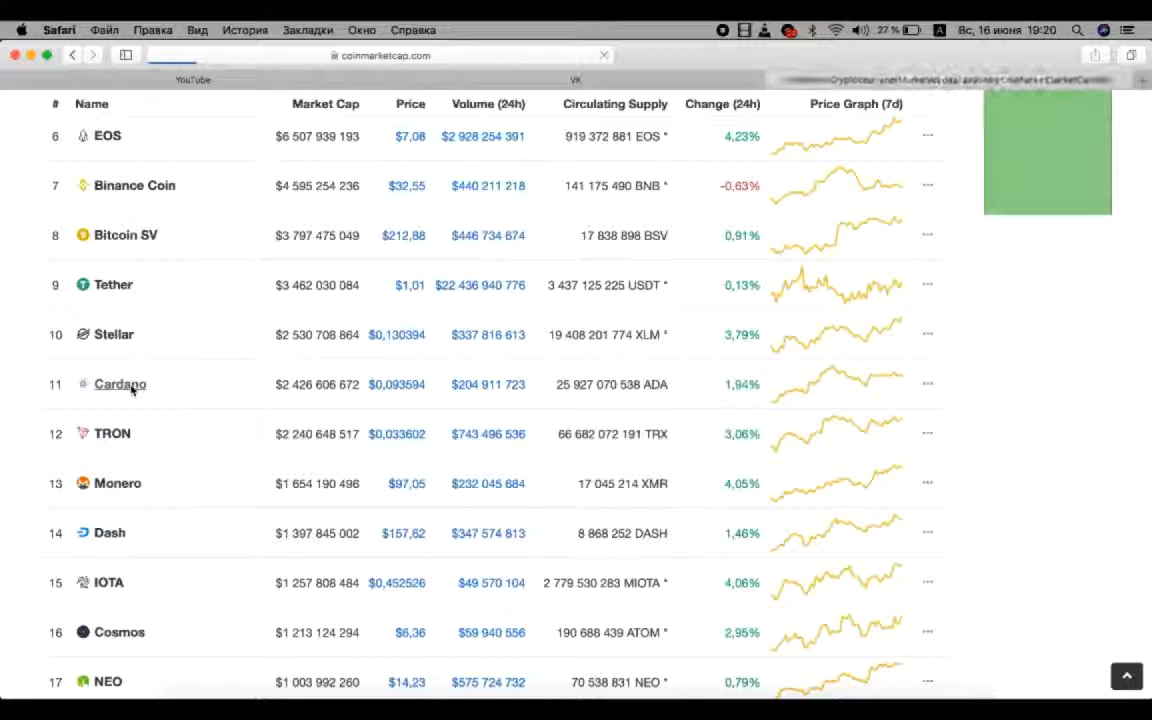 Safari Файл Правка Вид История Закладки Окно Справка 27 % A Вс, 16 июня 19:20
coinmarketcap.com
YouTube VK
# Name Market Cap Price Volume (24h) Circulating Supply Change (24h) Price Graph (7d)
6 EOS $6 507 939 193 $7,08 $2 928 254 391 919 372 881 EOS * 4,23%
7 Binance Coin $4 595 254 236 $32,55 $440 211 218 141 175 490 BNB * -0,63%
8 Bitcoin SV $3 797 475 049 $212,88 $446 734 674 17 838 898 BSV 0,91%
9 Tether $3 462 030 084 $1,01 $22 436 940 776 3 437 125 225 USDT * 0,13%
10 Stellar $2 530 708 864 $0,130394 $337 816 613 19 408 201 774 XLM * 3,79%
11 Cardano $2 426 606 672 $0,093594 $204 911 723 25 927 070 538 ADA 1,94%
12 TRON $2 240 648 517 $0,033602 $743 496 536 66 682 072 191 TRX 3,06%
13 Monero $1 654 190 496 $97,05 $232 045 684 17 045 214 XMR 4,05%
14 Dash $1 397 845 002 $157,62 $347 574 813 8 868 252 DASH 1,46%
15 IOTA $1 257 808 484 $0,452526 $49 570 104 2 779 530 283 MIOTA * 4,06%
16 Cosmos $1 213 124 294 $6,36 $59 940 556 190 688 439 ATOM * 2,95%
17 NEO $1 003 992 260 $14,23 $575 724 732 70 538 831 NEO * 0,79%